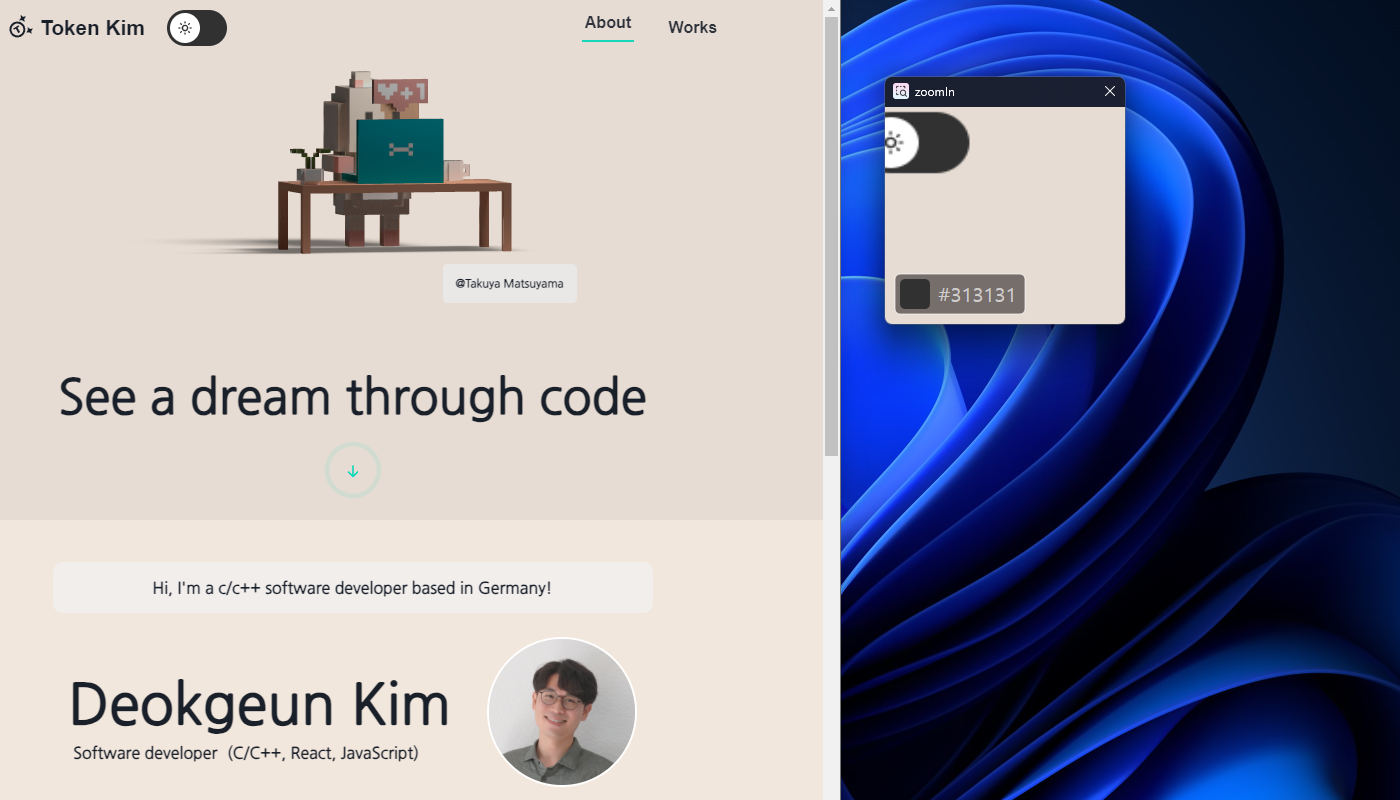 Token Kim
About
Works
+1
@Takuya Matsuyama
See a dream through code
Hi, I'm a c/c++ software developer based in Germany!
Deokgeun Kim
Software developer (C/C++, React, JavaScript)
zoomIn
#313131